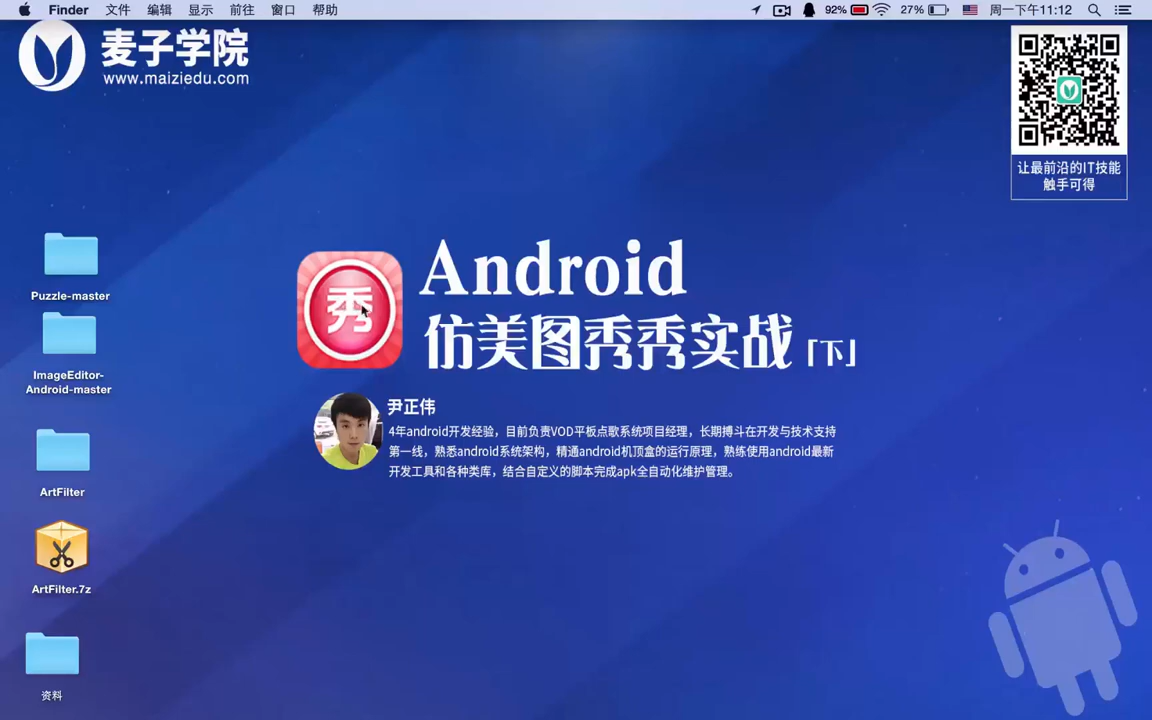 Finder 文件 编辑 显示 前往 窗口 帮助 92% 27% 周一下午11:12
麦子学院
www.maiziedu.com
让最前沿的IT技能
触手可得
Puzzle-master
ImageEditor-
Android-master
ArtFilter
ArtFilter.7z
资料
秀
Android
仿美图秀秀实战「下」
尹正伟
4年android开发经验，目前负责VOD平板点歌系统项目经理，长期搏斗在开发与技术支持
第一线，熟悉android系统架构，精通android机顶盒的运行原理，熟练使用android最新
开发工具和各种类库，结合自定义的脚本完成apk全自动化维护管理。